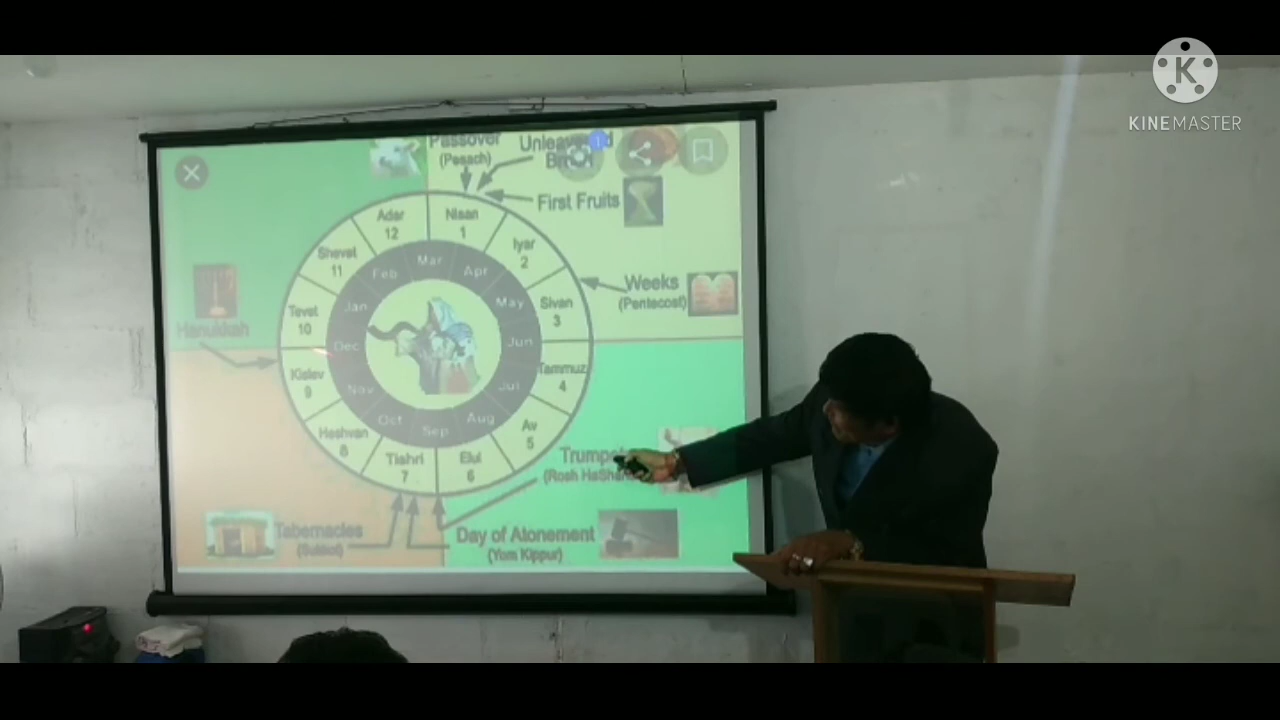 K
KINEMASTER
Passover
(Pesach)
First Fruits
Weeks
(Pentecost)
Nisan
1
Iyar
2
Sivan
3
Tammuz
4
Av
5
Elul
6
Tishri
7
Heshvan
8
Kislev
9
Tevet
10
Shevat
11
Adar
12
Mar
Apr
May
Jun
Jul
Aug
Sep
Oct
Nov
Dec
Jan
Feb
Hanukkah
(Rosh
Day of Atonement
(Yom Kippur)
Tabernacles
(Sukkot)